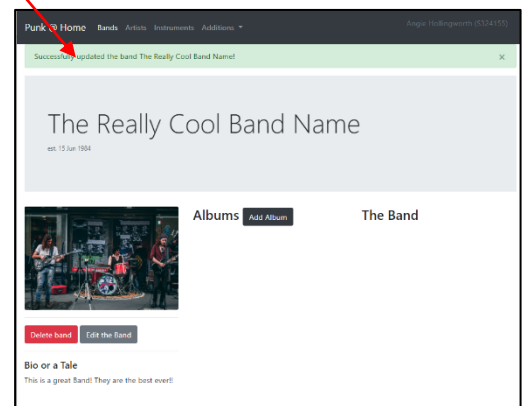 Punk @ Home Bands Artists Instruments Additions
Angie Hollingworth (S324155)
Successfully updated the band The Really Cool Band Name! ×
The Really Cool Band Name
est. 15 Jun 1984
Albums Add Album
The Band
Delete band Edit the Band
Bio or a Tale
This is a great Band! They are the best ever!!